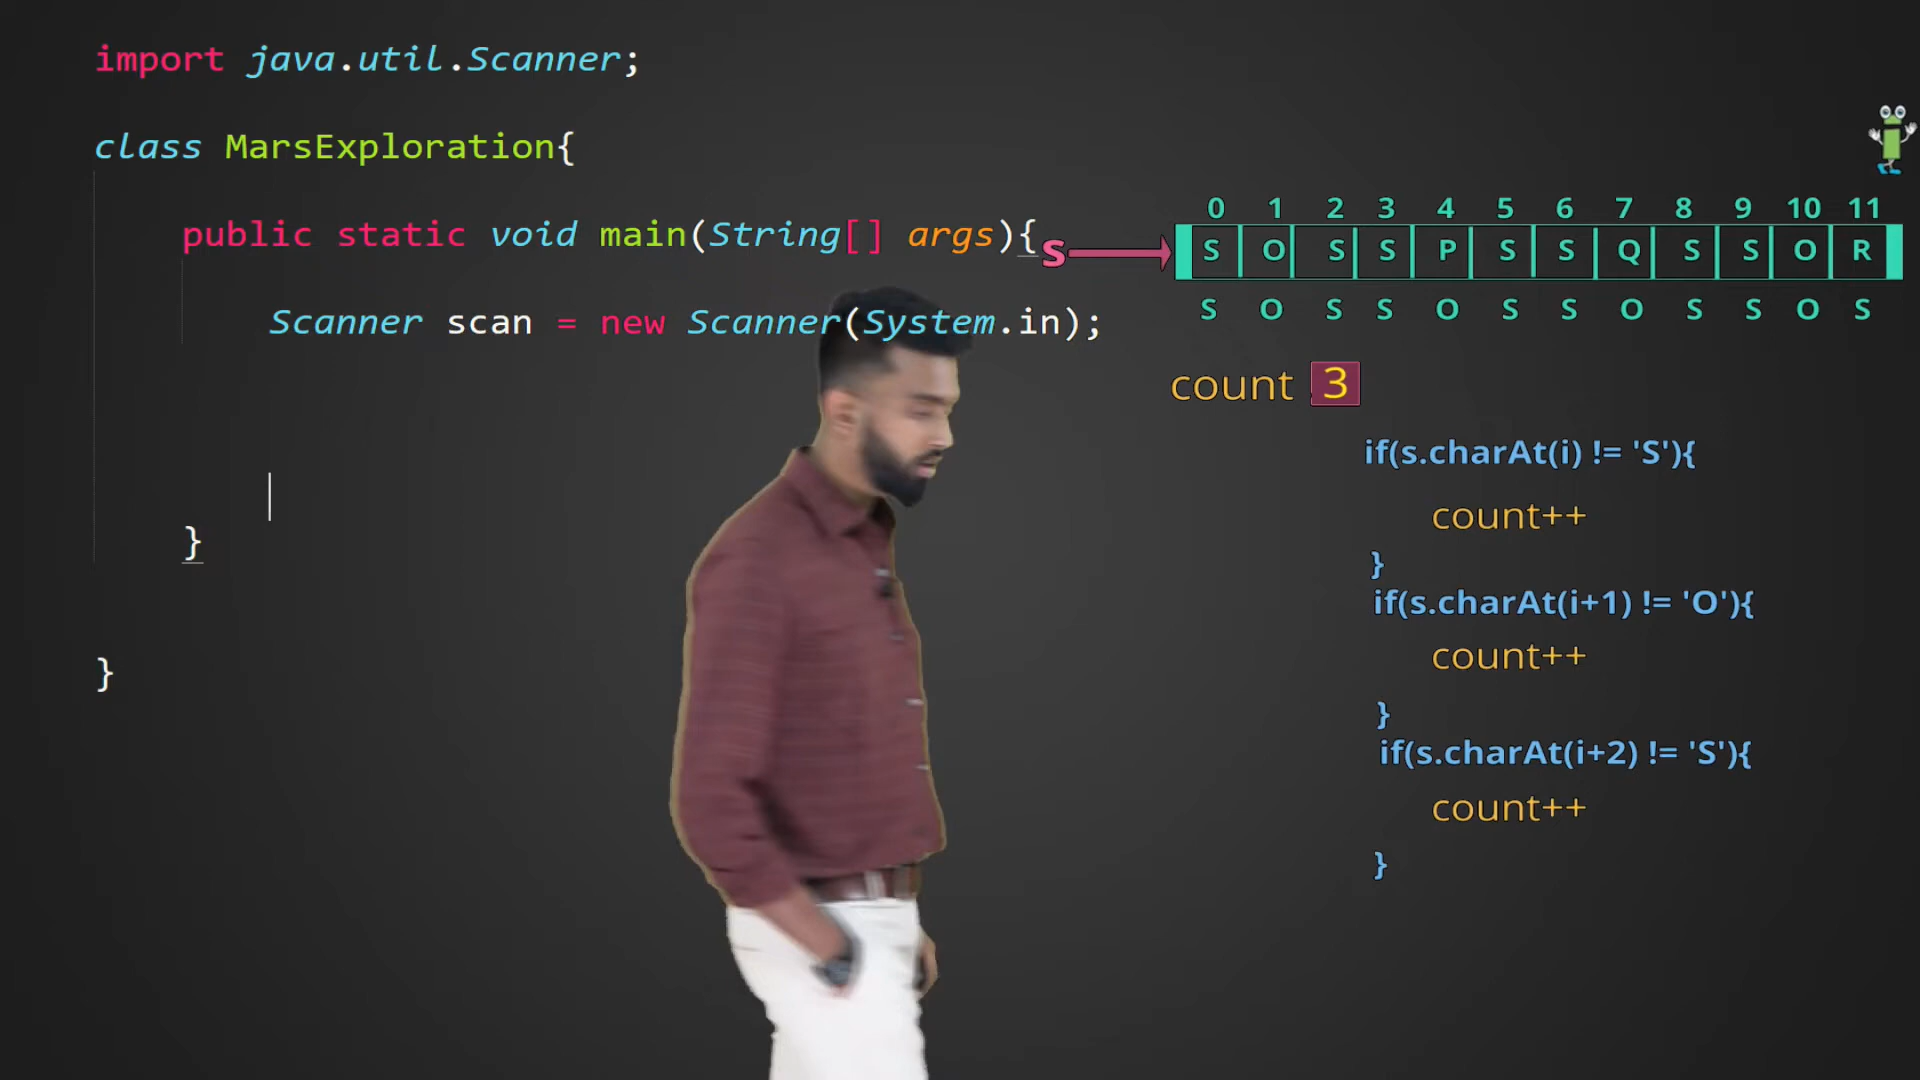 import java.util.Scanner;
class MarsExploration{
public static void main(String[] args){
Scanner scan = new Scanner(System.in);
}
}
0 1 2 3 4 5 6 7 8 9 10 11
S S O S S P S S Q S S O R
S O S S O S S O S S O S
count 3
if(s.charAt(i) != 'S'){
count++
}
if(s.charAt(i+1) != 'O'){
count++
}
if(s.charAt(i+2) != 'S'){
count++
}